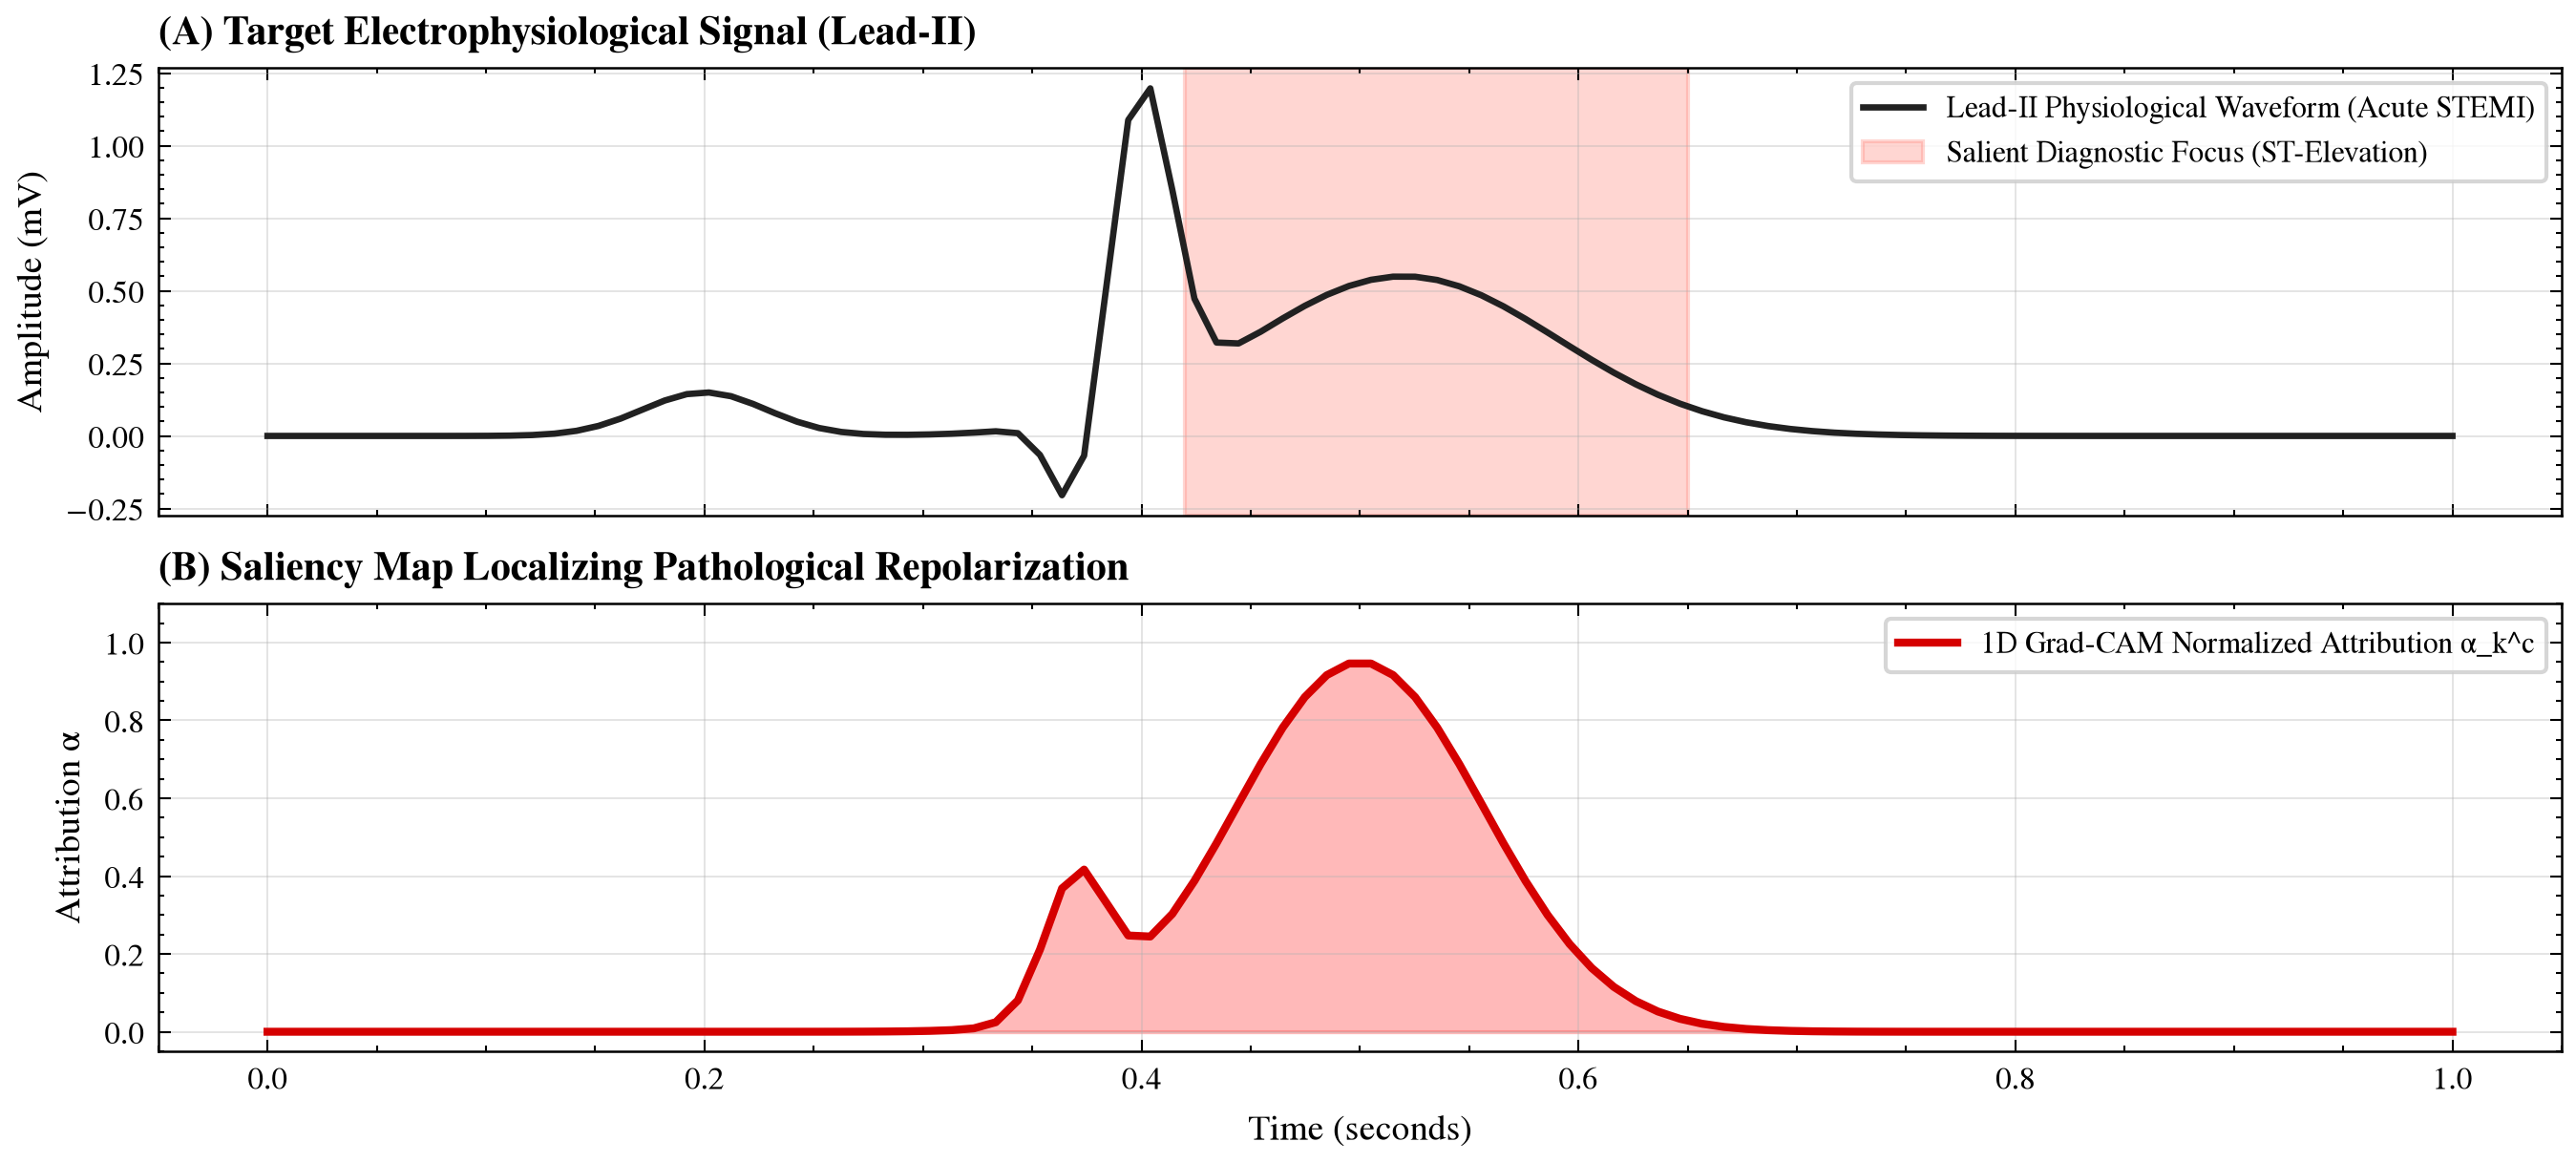 (A) Target Electrophysiological Signal (Lead-II)
1.25
1.00
0.75
0.50
0.25
0.00
−0.25
Amplitude (mV)
Lead-II Physiological Waveform (Acute STEMI)
Salient Diagnostic Focus (ST-Elevation)
(B) Saliency Map Localizing Pathological Repolarization
1.0
0.8
0.6
0.4
0.2
0.0
Attribution α
1D Grad-CAM Normalized Attribution α_k^c
0.0 0.2 0.4 0.6 0.8 1.0
Time (seconds)